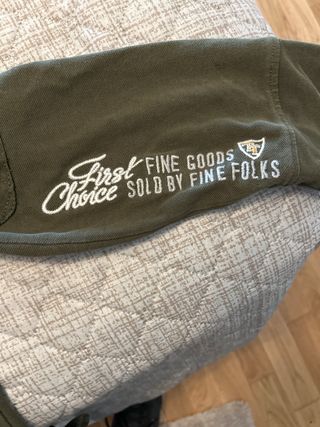 First FINE GOODS
Choice SOLD BY FINE FOLKS